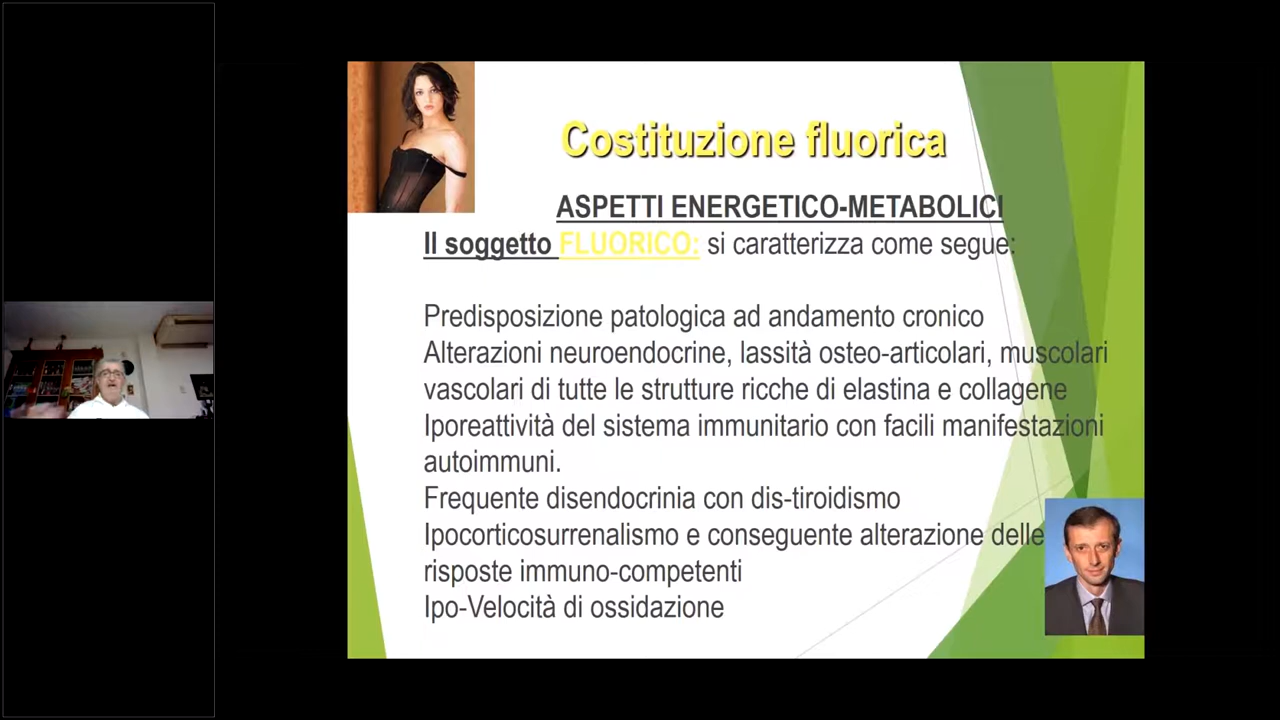 Costituzione fluorica
ASPETTI ENERGETICO-METABOLICI
Il soggetto FLUORICO: si caratterizza come segue:
Predisposizione patologica ad andamento cronico
Alterazioni neuroendocrine, lassità osteo-articolari, muscolari
vascolari di tutte le strutture ricche di elastina e collagene
Iporeattività del sistema immunitario con facili manifestazioni
autoimmuni.
Frequente disendocrinia con dis-tiroidismo
Ipocorticosurrenalismo e conseguente alterazione delle
risposte immuno-competenti
Ipo-Velocità di ossidazione